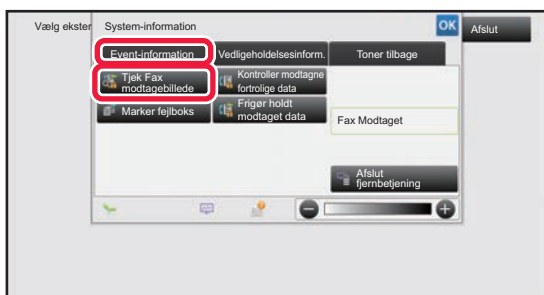 Vælg ekster
System-information
OK
Afslut
Event-information
Vedligeholdelsesinform.
Toner tilbage
Tjek Fax
modtagebillede
Kontroller modtagne
fortrolige data
Marker fejlboks
Frigør holdt
modtaget data
Fax Modtaget
Afslut
fjernbetjening